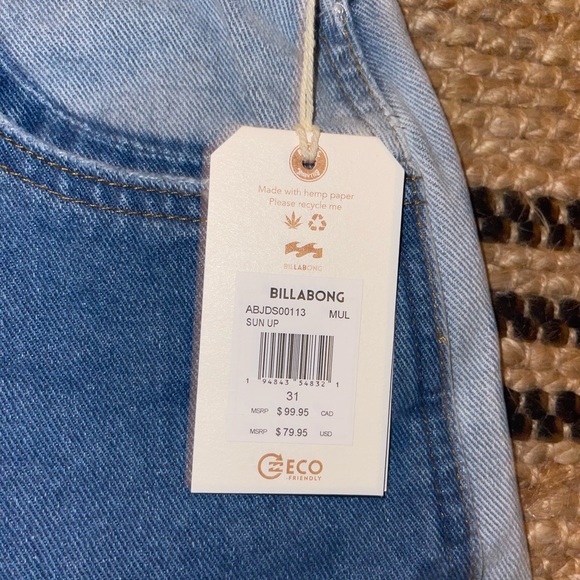 Made with hemp paper
Please recycle me
BILLABONG
BILLABONG
ABJDS00113 MUL
SUN UP
1 94843 54832 1
31
MSRP $ 99.95 CAD
MSRP $ 79.95 USD
ECO
FRIENDLY